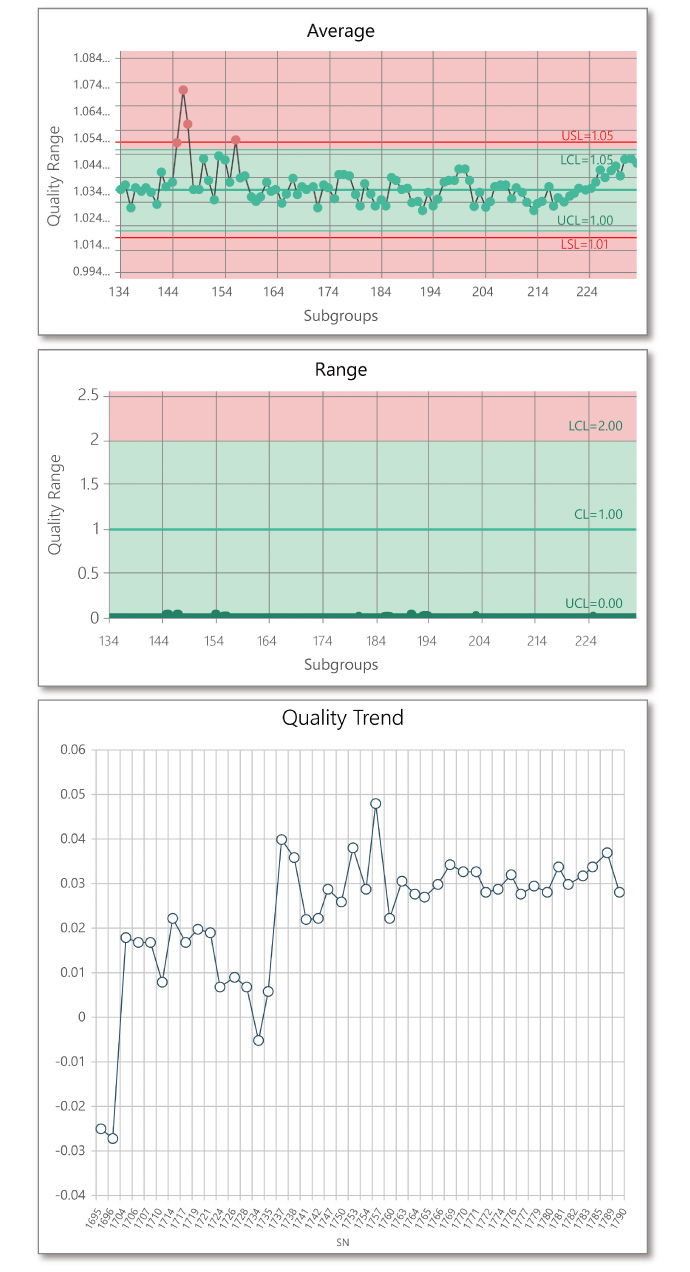 Average
1.084...
1.074...
1.064...
1.054...
1.044...
1.034...
1.024...
1.014...
0.994...
Quality Range
USL=1.05
LCL=1.05
UCL=1.00
LSL=1.01
134 144 154 164 174 184 194 204 214 224
Subgroups
Range
2.5
2
1.5
1
0.5
0
Quality Range
LCL=2.00
CL=1.00
UCL=0.00
134 144 154 164 174 184 194 204 214 224
Subgroups
Quality Trend
0.06
0.05
0.04
0.03
0.02
0.01
0
-0.01
-0.02
-0.03
-0.04
1695 1696 1704 1706 1707 1710 1714 1717 1719 1721 1724 1726 1728 1734 1735 1737 1738 1741 1742 1747 1750 1753 1754 1757 1760 1763 1764 1765 1766 1769 1770 1771 1772 1774 1776 1777 1779 1780 1781 1782 1783 1785 1789 1790
SN